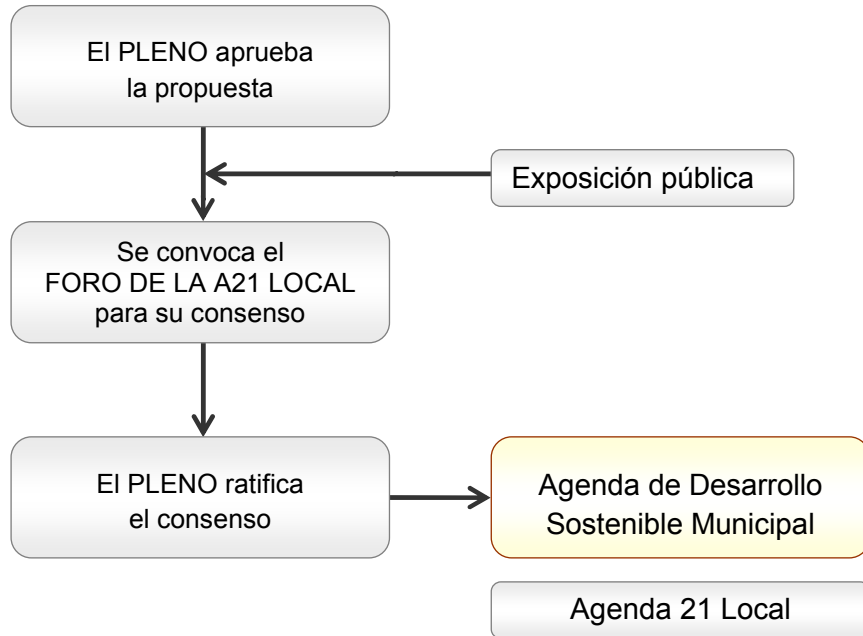 El PLENO aprueba
la propuesta
Exposición pública
Se convoca el
FORO DE LA A21 LOCAL
para su consenso
El PLENO ratifica
el consenso
Agenda de Desarrollo
Sostenible Municipal
Agenda 21 Local